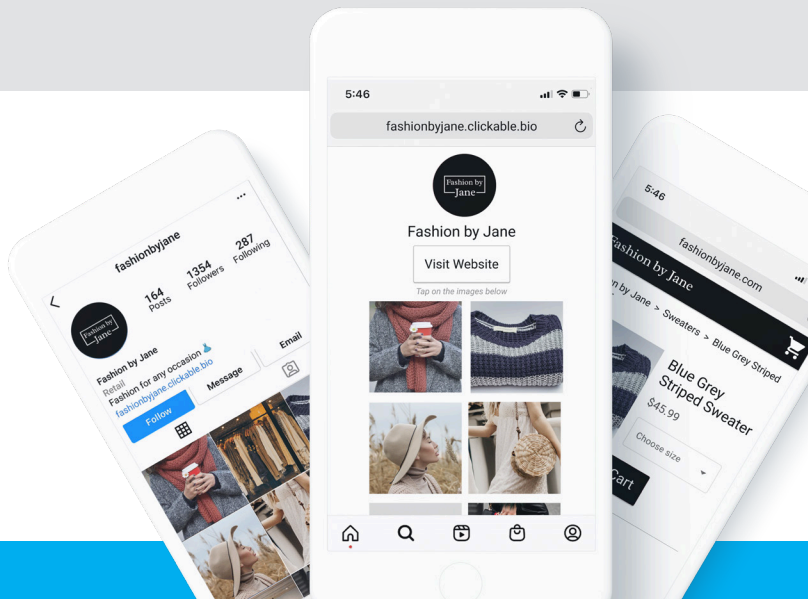 fashionbyjane
164
Posts
1354
Followers
287
Following
Fashion by
Jane
Fashion by Jane
Retail
Fashion for any occasion
fashionbyjane.clickable.bio
Follow
Message
Email
5:46
fashionbyjane.clickable.bio
Fashion by
Jane
Fashion by Jane
Visit Website
Tap on the images below
5:46
fashionbyjane.com
Fashion by Jane
by Jane > Sweaters > Blue Grey Striped
Blue Grey
Striped Sweater
$45.99
Choose size
Cart